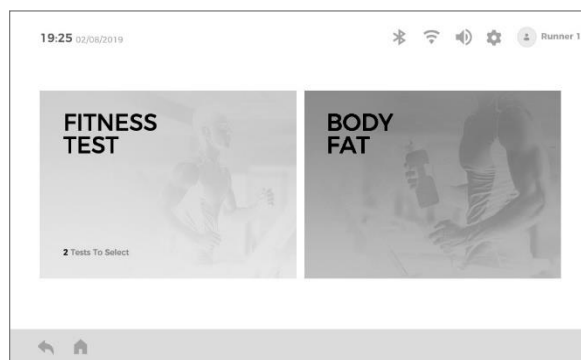 19:25 02/08/2019
Runner 1
FITNESS
TEST
2 Tests To Select
BODY
FAT